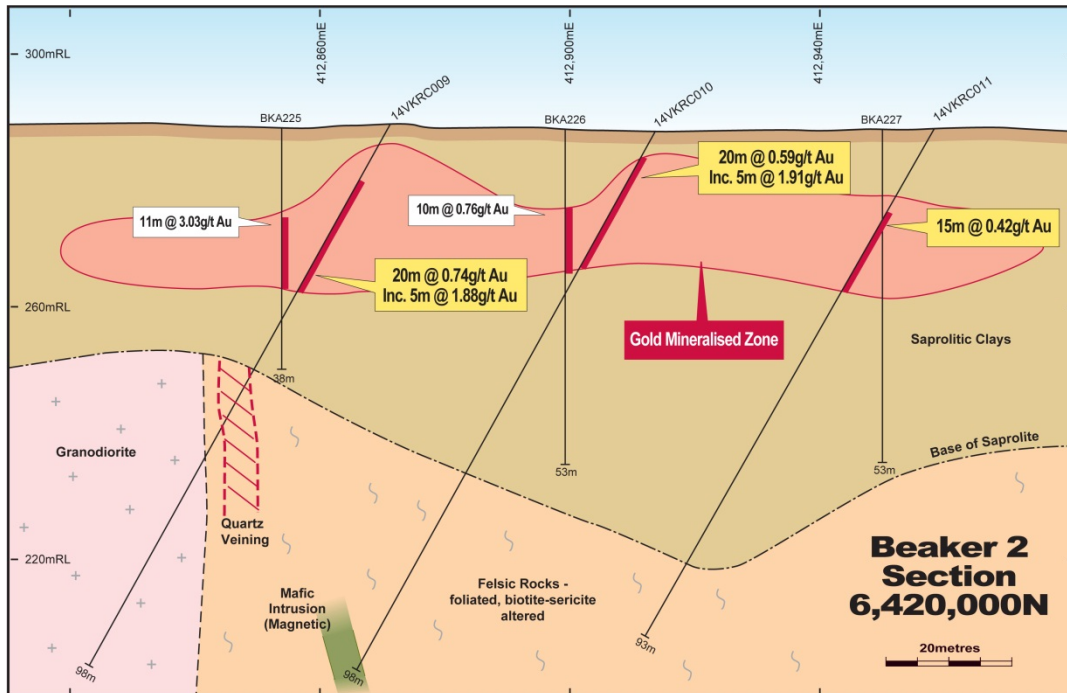 412,860mE
412,900mE
412,940mE
300mRL
BKA225
14VKRC009
BKA226
14VKRC010
BKA227
14VKRC011
20m @ 0.59g/t Au
Inc. 5m @ 1.91g/t Au
11m @ 3.03g/t Au
10m @ 0.76g/t Au
15m @ 0.42g/t Au
20m @ 0.74g/t Au
Inc. 5m @ 1.88g/t Au
260mRL
Gold Mineralised Zone
Saprolitic Clays
38m
Granodiorite
53m
53m
Base of Saprolite
Quartz
Veining
220mRL
Mafic
Intrusion
(Magnetic)
Felsic Rocks -
foliated, biotite-sericite
altered
Beaker 2
Section
6,420,000N
20metres
98m
98m
93m